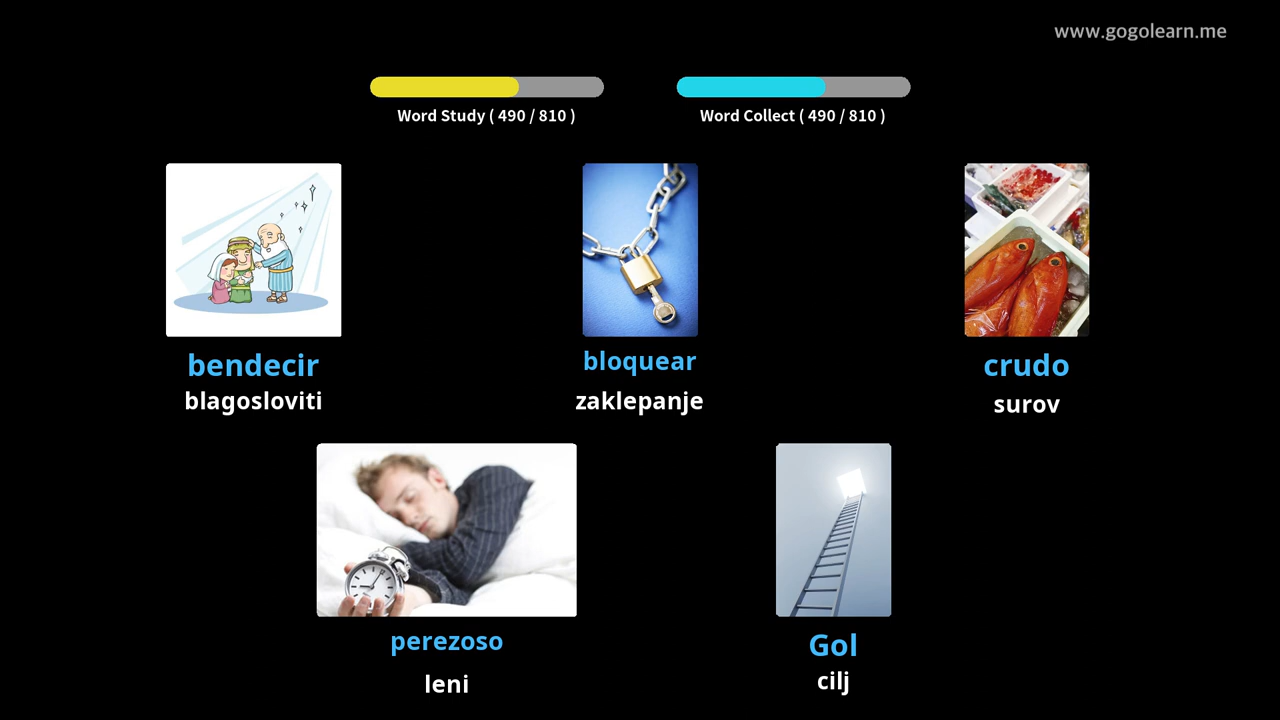 www.gogolearn.me
Word Study ( 490 / 810 )
Word Collect ( 490 / 810 )
bendecir
blagosloviti
bloquear
zaklepanje
crudo
surov
perezoso
leni
Gol
cilj